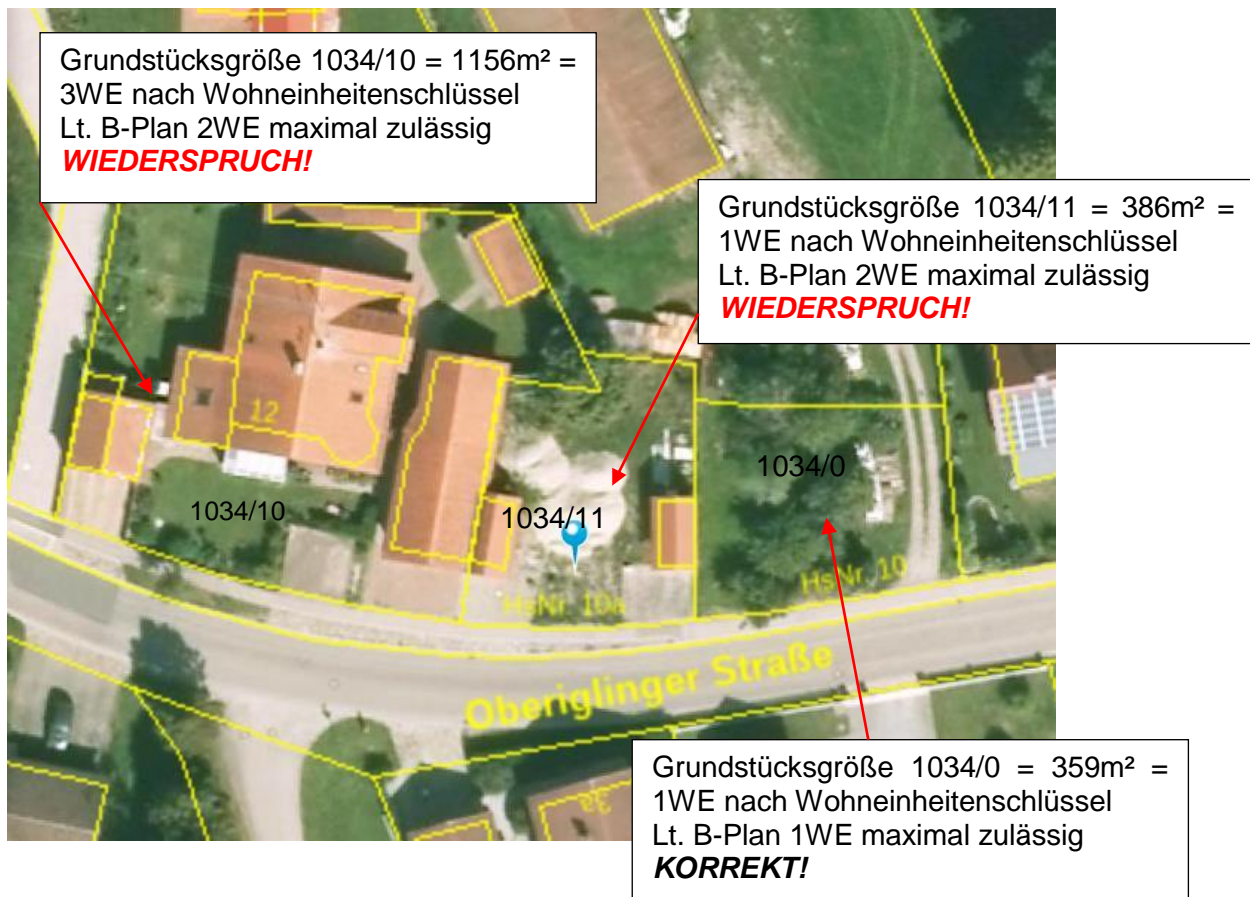 Grundstücksgröße 1034/10 = 1156m² =
3WE nach Wohneinheitenschlüssel
Lt. B-Plan 2WE maximal zulässig
WIEDERSPRUCH!
Grundstücksgröße 1034/11 = 386m² =
1WE nach Wohneinheitenschlüssel
Lt. B-Plan 2WE maximal zulässig
WIEDERSPRUCH!
12
1034/10
1034/11
1034/0
HsNr. 10a
HsNr. 10
Oberiglinger Straße
3a
Grundstücksgröße 1034/0 = 359m² =
1WE nach Wohneinheitenschlüssel
Lt. B-Plan 1WE maximal zulässig
KORREKT!